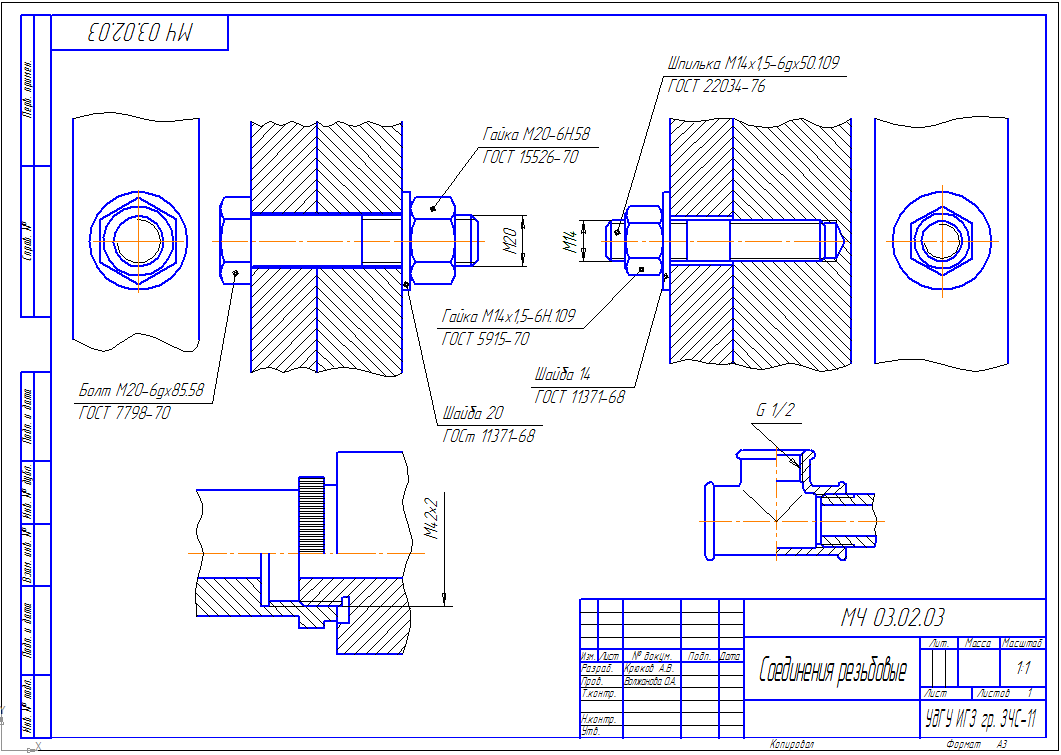 МЧ 03.02.03
Перв. примен.
Справ. №
Подп. и дата
Инв. № дубл.
Взам. инв. №
Подп. и дата
Инв. № подл.
Шпилька М14х1,5-6gх50.109
ГОСТ 22034-76
Гайка М20-6Н.58
ГОСТ 15526-70
М20
М14
Гайка М14х1,5-6Н.109
ГОСТ 5915-70
Шайба 14
ГОСТ 11371-68
Болт М20-6gх85.58
ГОСТ 7798-70
Шайба 20
ГОСт 11371-68
G 1/2
М42х2
МЧ 03.02.03
Изм. Лист № докум. Подп. Дата
Разраб. Крюков А.В.
Пров. Волжанова О.А.
Т.контр.
Н.контр.
Утв.
Соединения резьбовые
Лит. Масса Масштаб
1:1
Лист Листов 1
УдГУ ИГЗ гр. ЗЧС-11
Копировал Формат А3
Y
X